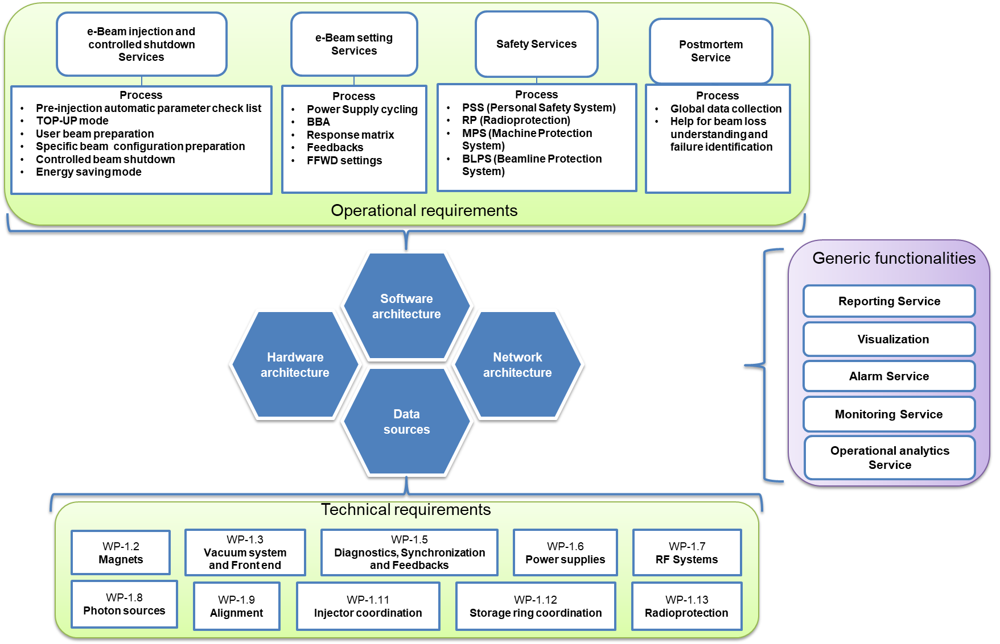 e-Beam injection and
controlled shutdown
Services
Process
• Pre-injection automatic parameter check list
• TOP-UP mode
• User beam preparation
• Specific beam configuration preparation
• Controlled beam shutdown
• Energy saving mode
e-Beam setting
Services
Process
• Power Supply cycling
• BBA
• Response matrix
• Feedbacks
• FFWD settings
Safety Services
Process
• PSS (Personal Safety System)
• RP (Radioprotection)
• MPS (Machine Protection
System)
• BLPS (Beamline Protection
System)
Postmortem
Service
Process
• Global data collection
• Help for beam loss
understanding and
failure identification
Operational requirements
Software
architecture
Hardware
architecture
Network
architecture
Data
sources
Generic functionalities
Reporting Service
Visualization
Alarm Service
Monitoring Service
Operational analytics
Service
Technical requirements
WP-1.2
Magnets
WP-1.3
Vacuum system
and Front end
WP-1.5
Diagnostics, Synchronization
and Feedbacks
WP-1.6
Power supplies
WP-1.7
RF Systems
WP-1.8
Photon sources
WP-1.9
Alignment
WP-1.11
Injector coordination
WP-1.12
Storage ring coordination
WP-1.13
Radioprotection